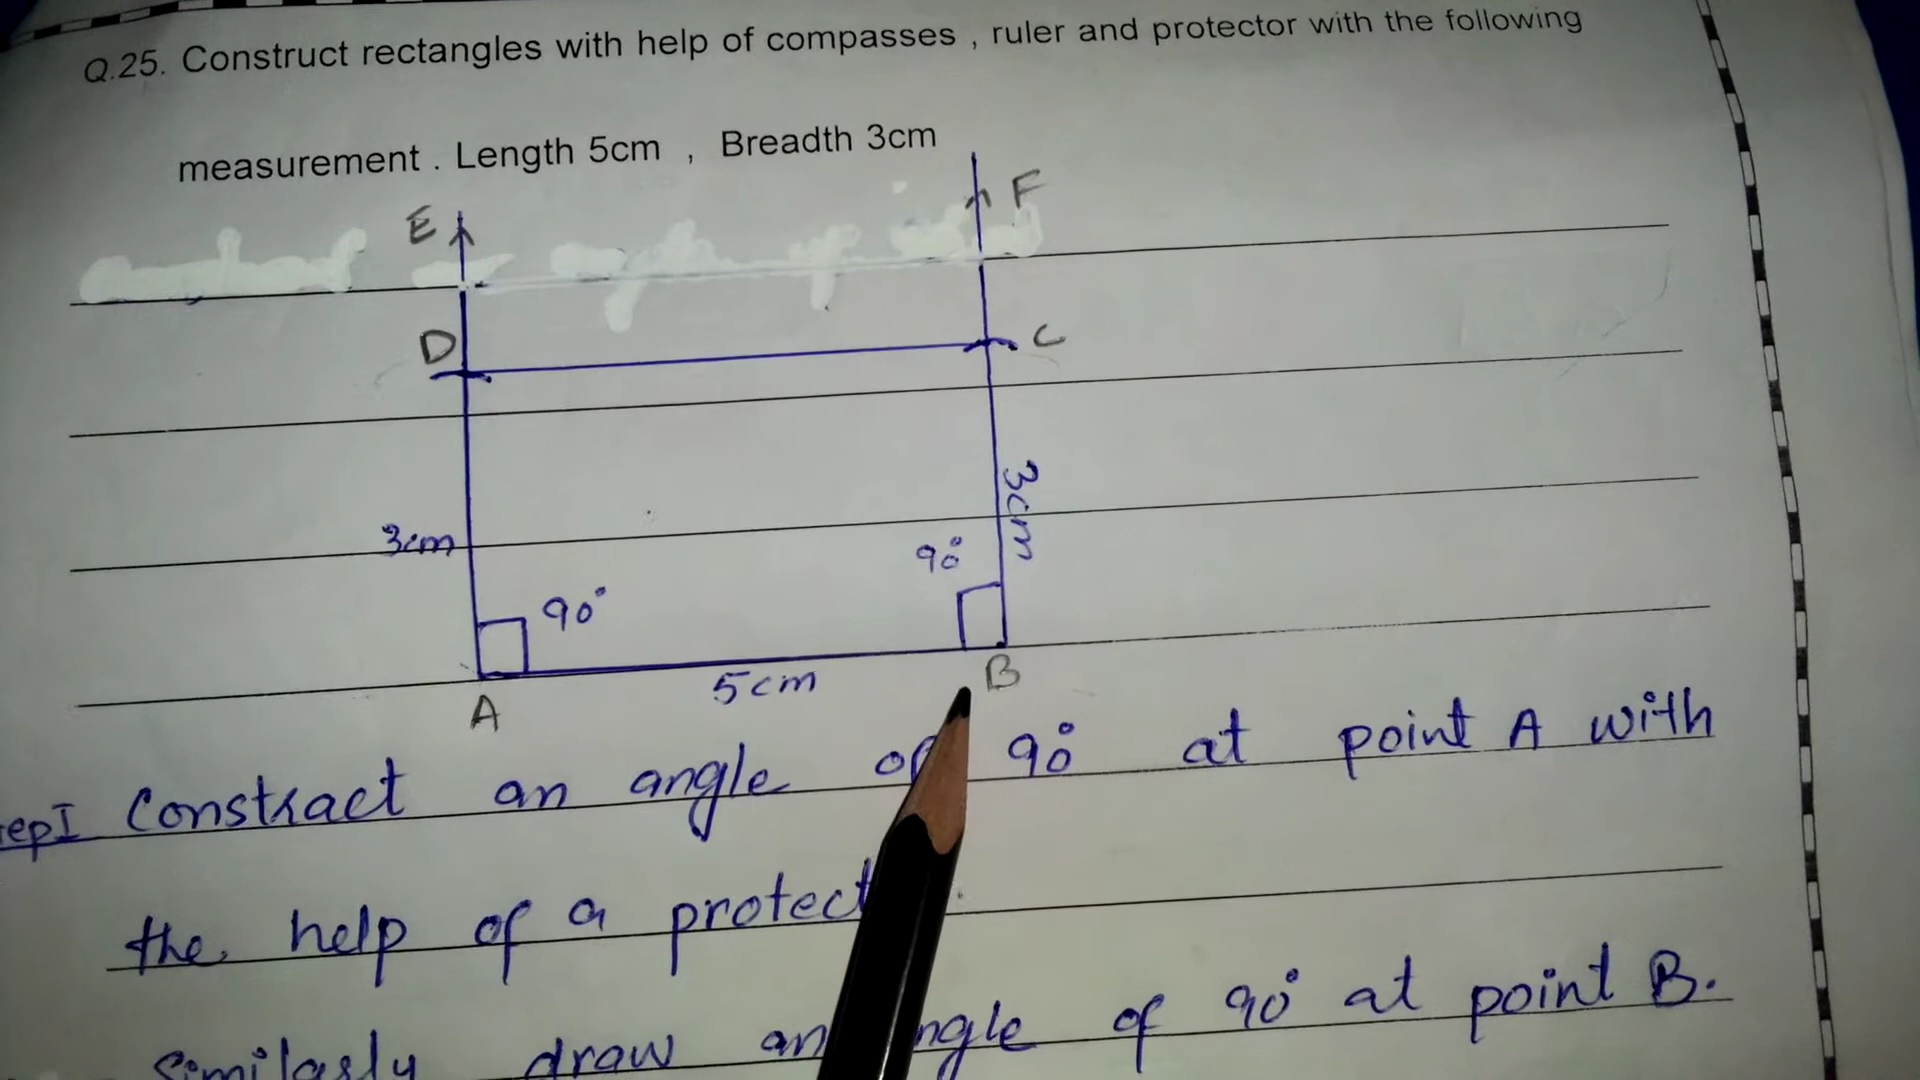 Q.25. Construct rectangles with help of compasses , ruler and protector with the following
measurement . Length 5cm , Breadth 3cm
E F
D C
3cm 3cm
90° 90°
A 5cm B
epI Constract an angle of 90° at point A with
the help of a protect
Similarly draw an ngle of 90° at point B.